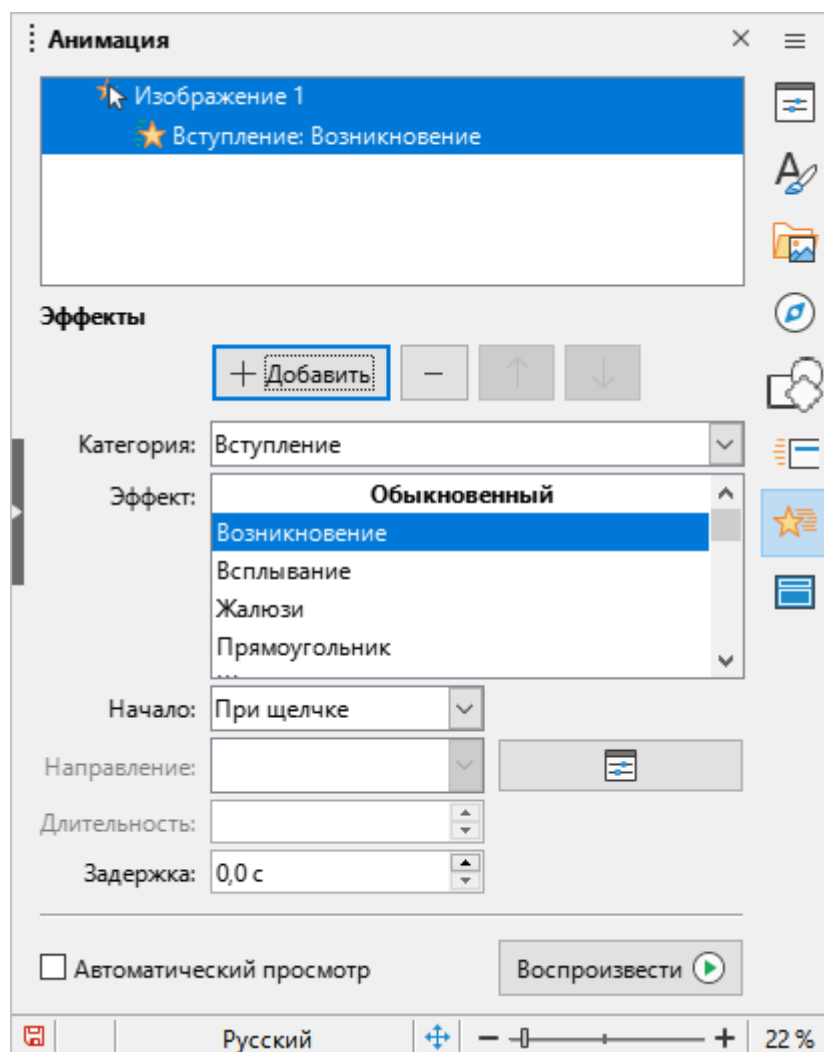 Анимация
Изображение 1
Вступление: Возникновение
Эффекты
Добавить
Категория: Вступление
Эффект: Обыкновенный
Возникновение
Всплывание
Жалюзи
Прямоугольник
Начало: При щелчке
Направление:
Длительность:
Задержка: 0,0 с
Автоматический просмотр Воспроизвести
Русский 22 %